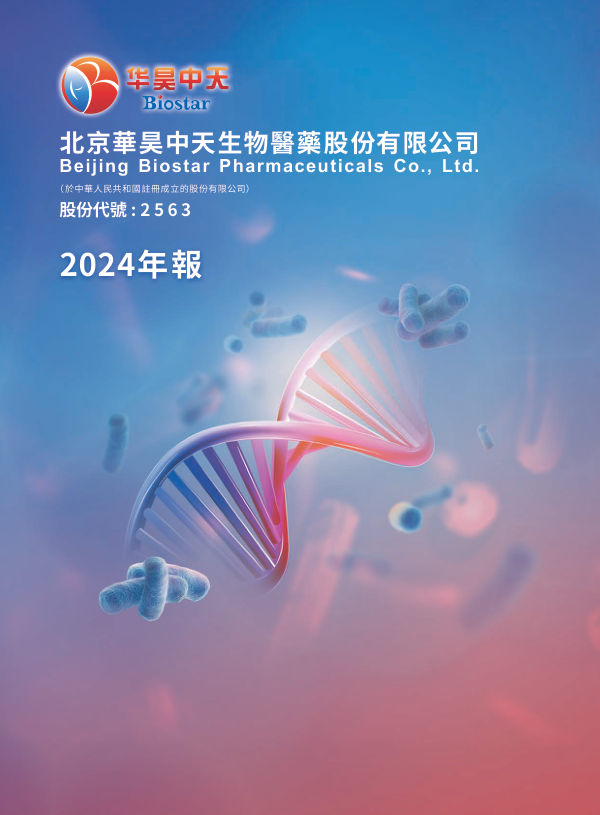 华昊中天
Biostar
北京華昊中天生物醫藥股份有限公司
Beijing Biostar Pharmaceuticals Co., Ltd.
(於中華人民共和國註冊成立的股份有限公司)
股份代號 : 2563
2024年報